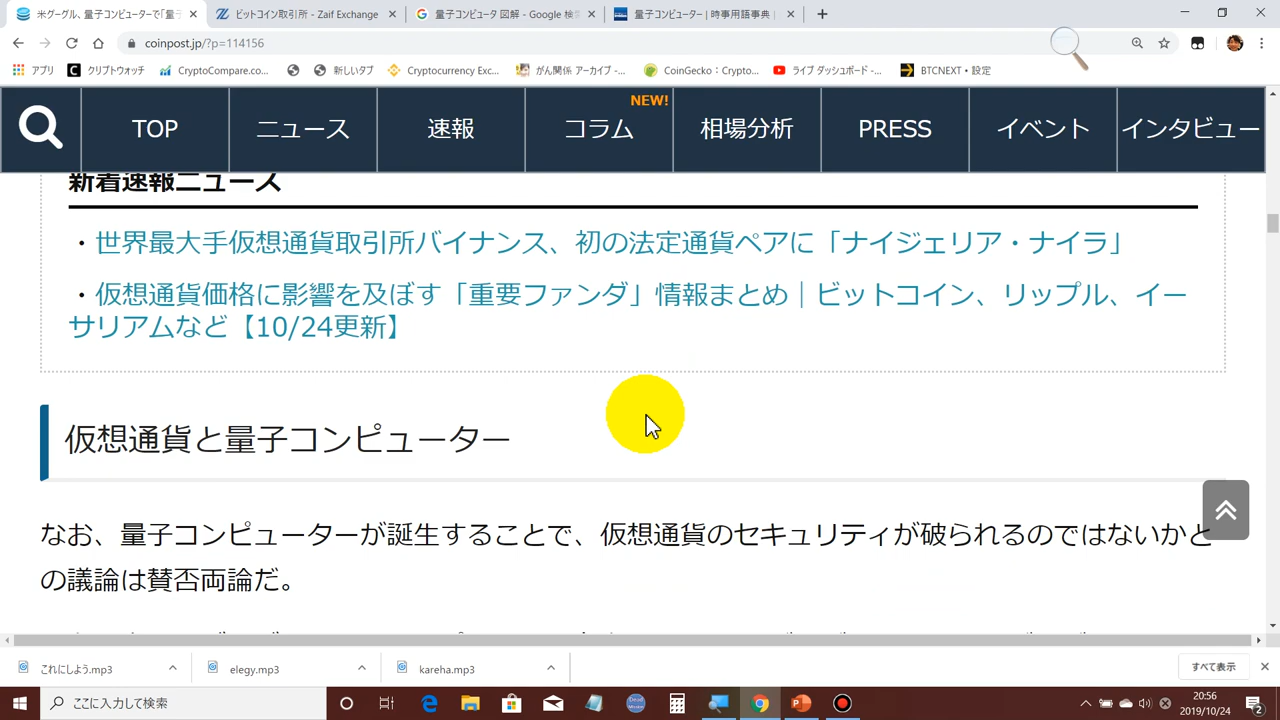 米グーグル、量子コンピューターで「量子
ビットコイン取引所 - Zaif Exchange
量子コンピュータ 図解 - Google 検索
量子コンピューター | 時事用語事典 |
coinpost.jp/?p=114156
アプリ
クリプトウォッチ
CryptoCompare.co...
新しいタブ
Cryptocurrency Exc...
がん関係 アーカイブ -...
CoinGecko：Crypto...
ライブ ダッシュボード -...
BTCNEXT・設定
TOP
ニュース
速報
NEW!
コラム
相場分析
PRESS
イベント
インタビュー
新着速報ニュース
・世界最大手仮想通貨取引所バイナンス、初の法定通貨ペアに「ナイジェリア・ナイラ」
・仮想通貨価格に影響を及ぼす「重要ファンダ」情報まとめ｜ビットコイン、リップル、イー
サリアムなど【10/24更新】
仮想通貨と量子コンピューター
なお、量子コンピューターが誕生することで、仮想通貨のセキュリティが破られるのではないかと
の議論は賛否両論だ。
これにしよう.mp3
elegy.mp3
kareha.mp3
すべて表示
ここに入力して検索
20:56
2019/10/24
2